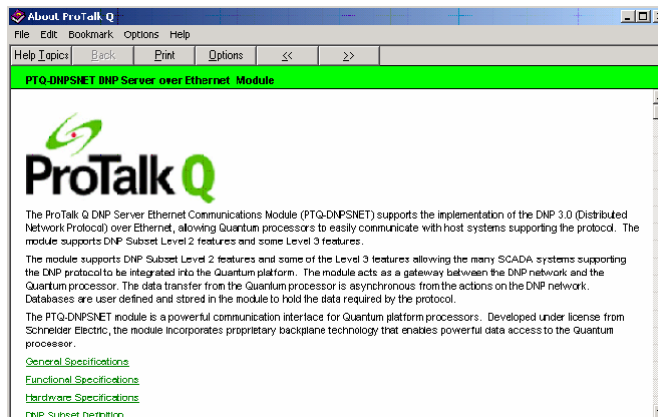 About ProTalk Q
File Edit Bookmark Options Help
Help Topics Back Print Options << >>
PTQ-DNPSNET DNP Server over Ethernet Module
ProTalk Q
The ProTalk Q DNP Server Ethernet Communications Module (PTQ-DNPSNET) supports the implementation of the DNP 3.0 (Distributed
Network Protocol) over Ethernet, allowing Quantum processors to easily communicate with host systems supporting the protocol. The
module supports DNP Subset Level 2 features and some Level 3 features.
The module supports DNP Subset Level 2 features and some of the Level 3 features allowing the many SCADA systems supporting
the DNP protocol to be integrated into the Quantum platform. The module acts as a gateway between the DNP network and the
Quantum processor. The data transfer from the Quantum processor is asynchronous from the actions on the DNP network.
Databases are user defined and stored in the module to hold the data required by the protocol.
The PTQ-DNPSNET module is a powerful communication interface for Quantum platform processors. Developed under license from
Schneider Electric, the module incorporates proprietary backplane technology that enables powerful data access to the Quantum
processor.
General Specifications
Functional Specifications
Hardware Specifications
DNP Subset Definition